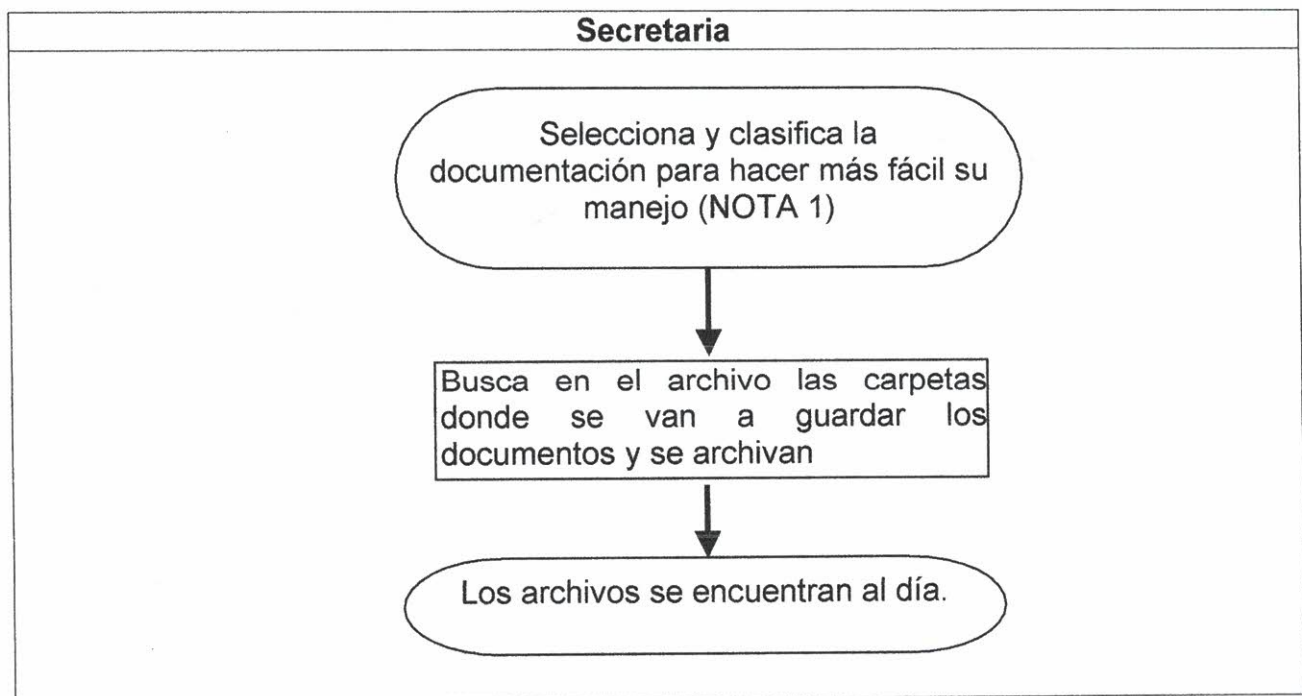 Secretaria
Selecciona y clasifica la
documentación para hacer más fácil su
manejo (NOTA 1)
Busca en el archivo las carpetas
donde se van a guardar los
documentos y se archivan
Los archivos se encuentran al día.